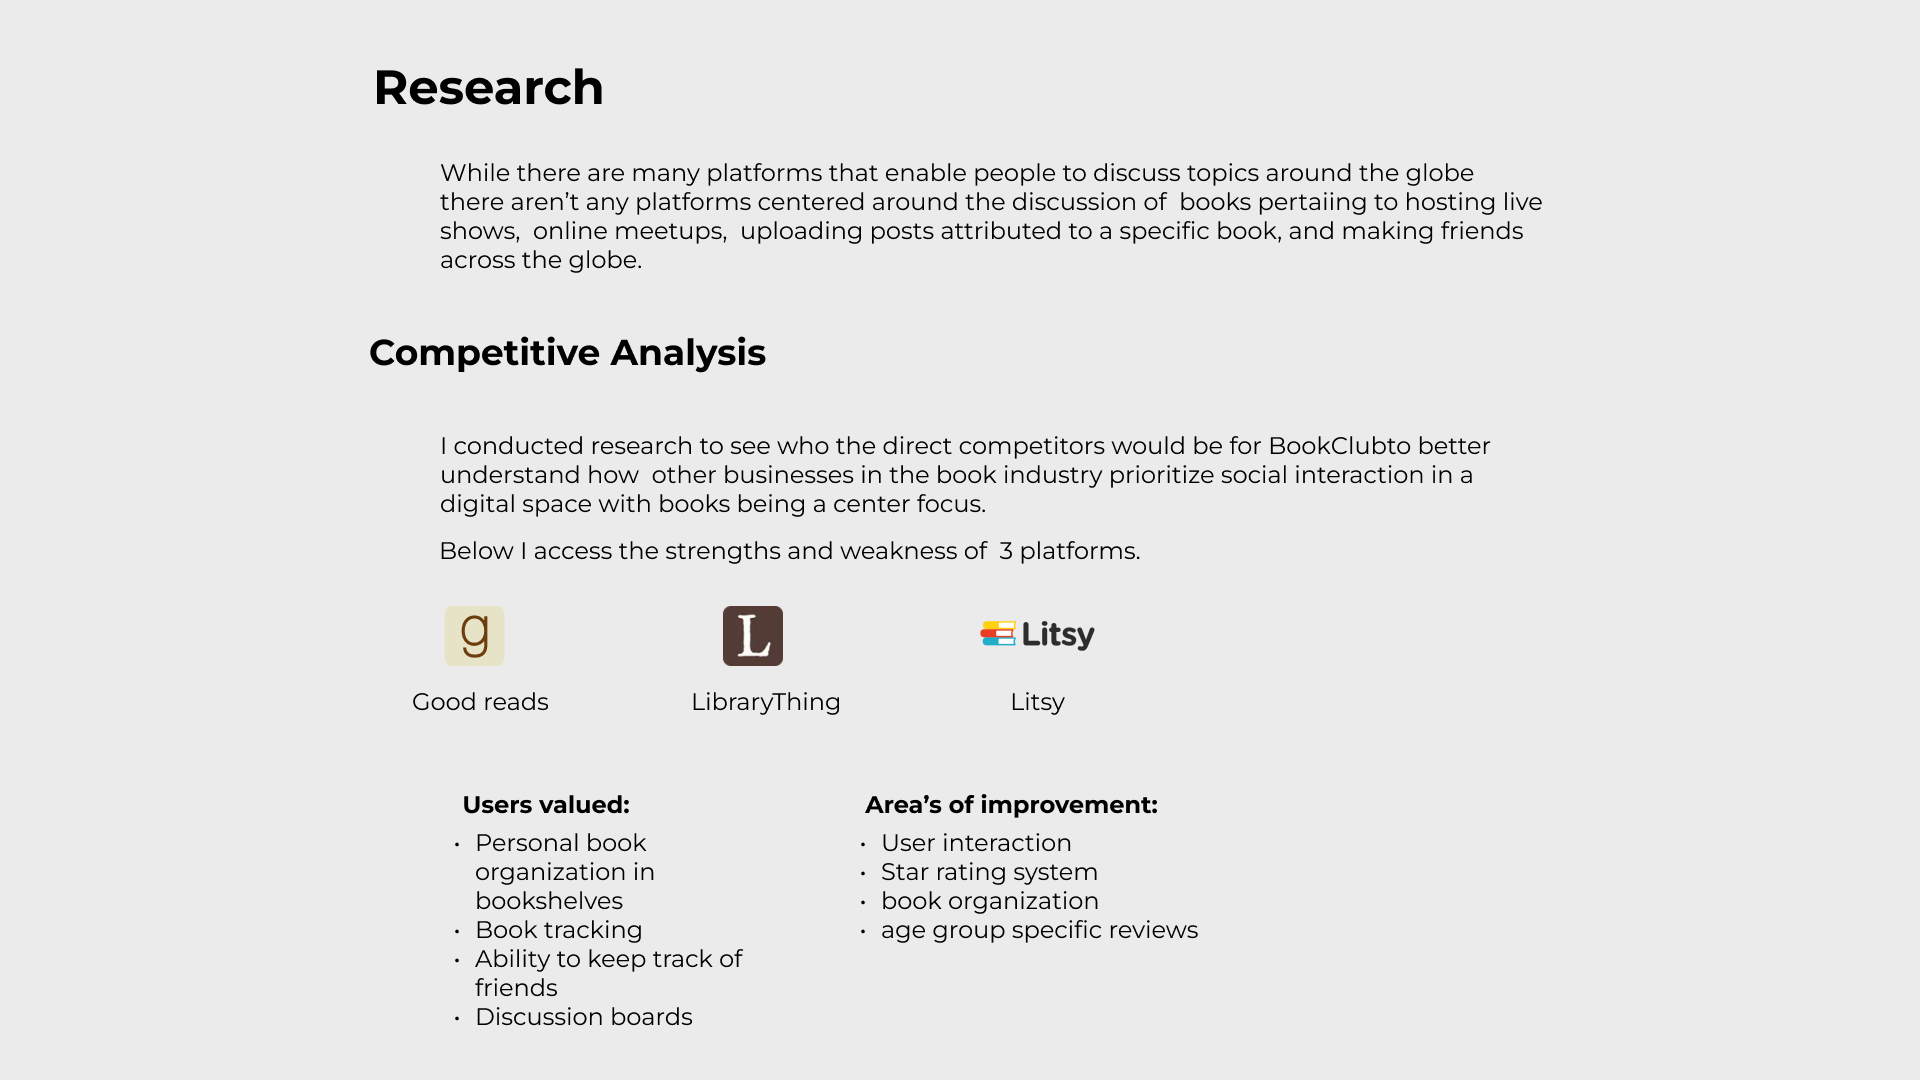 Research
While there are many platforms that enable people to discuss topics around the globe
there aren’t any platforms centered around the discussion of  books pertaiing to hosting live
shows,  online meetups,  uploading posts attributed to a specific book, and making friends
across the globe.
Competitive Analysis
I conducted research to see who the direct competitors would be for BookClubto better
understand how  other businesses in the book industry prioritize social interaction in a
digital space with books being a center focus.
Below I access the strengths and weakness of  3 platforms.
g
L
Litsy
Good reads
LibraryThing
Litsy
Users valued:
• Personal book
organization in
bookshelves
• Book tracking
• Ability to keep track of
friends
• Discussion boards
Area’s of improvement:
• User interaction
• Star rating system
• book organization
• age group specific reviews